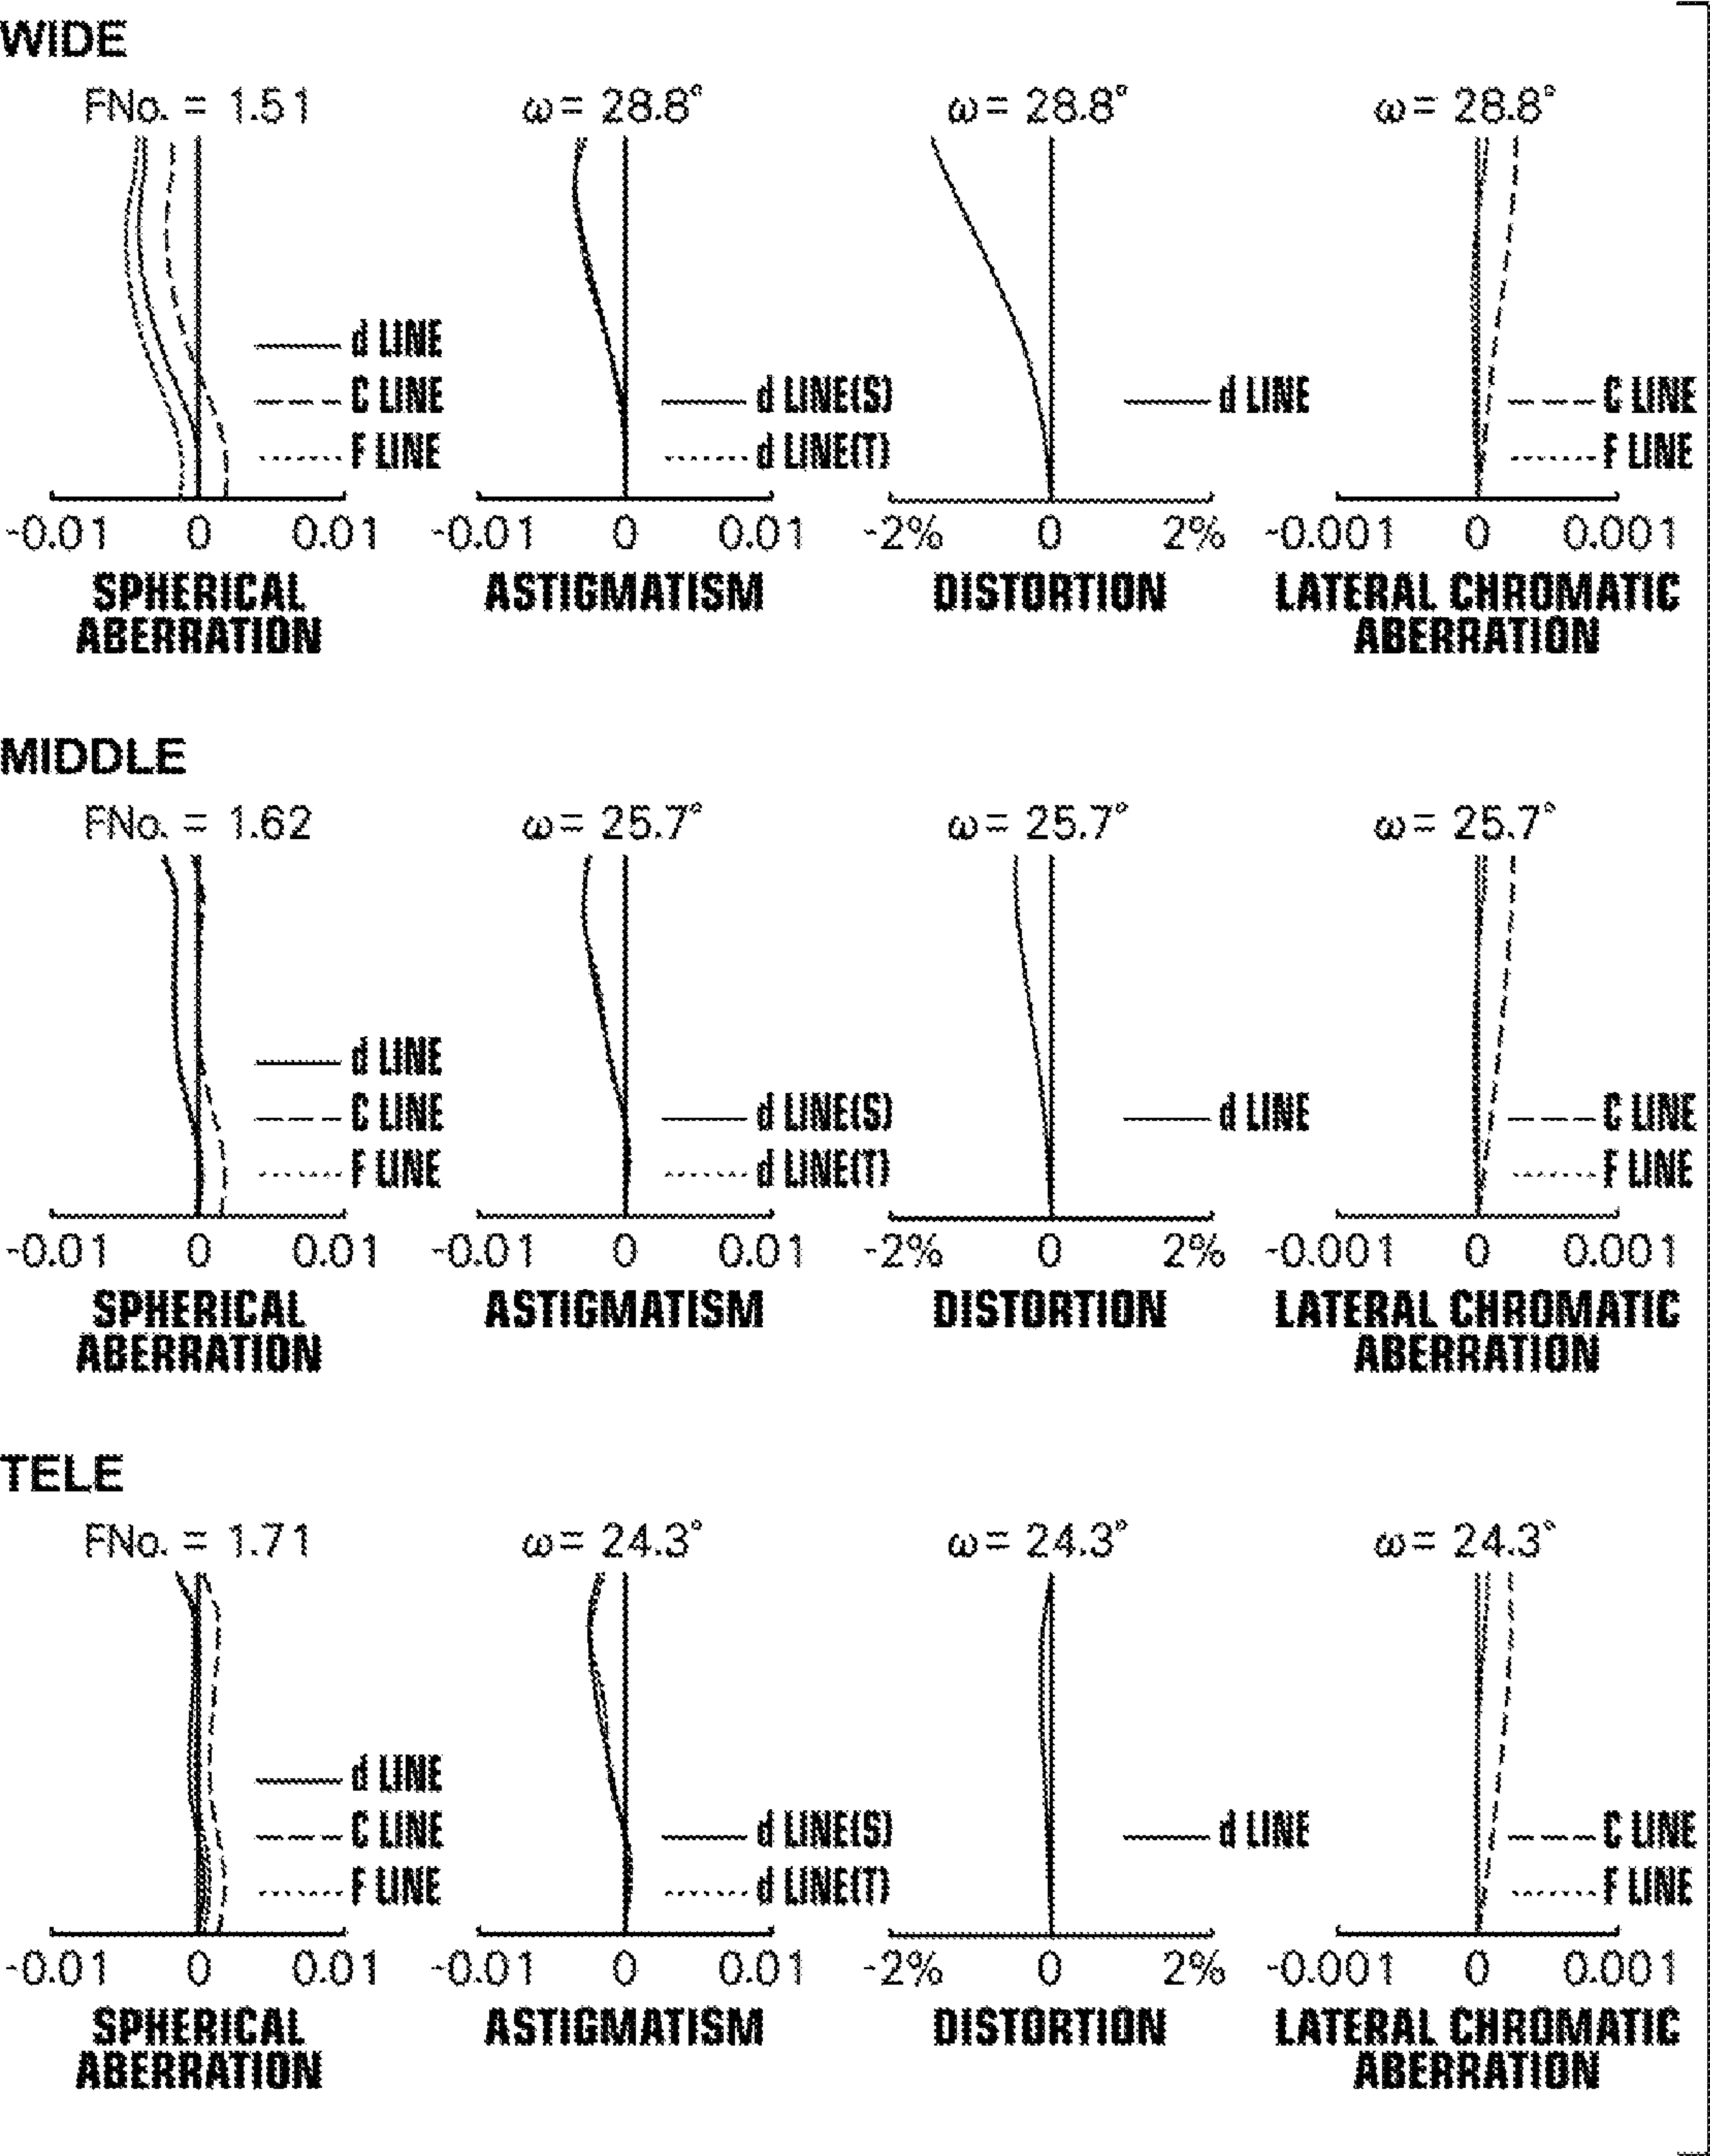 WIDE
FNo. = 1.51
ω = 28.8°
ω = 28.8°
ω = 28.8°
d LINE
C LINE
F LINE
d LINE(S)
d LINE(T)
d LINE
C LINE
F LINE
-0.01 0 0.01
-0.01 0 0.01
-2% 0 2%
-0.001 0 0.001
SPHERICAL
ABERRATION
ASTIGMATISM
DISTORTION
LATERAL CHROMATIC
ABERRATION
MIDDLE
FNo. = 1.62
ω = 25.7°
ω = 25.7°
ω = 25.7°
d LINE
C LINE
F LINE
d LINE(S)
d LINE(T)
d LINE
C LINE
F LINE
-0.01 0 0.01
-0.01 0 0.01
-2% 0 2%
-0.001 0 0.001
SPHERICAL
ABERRATION
ASTIGMATISM
DISTORTION
LATERAL CHROMATIC
ABERRATION
TELE
FNo. = 1.71
ω = 24.3°
ω = 24.3°
ω = 24.3°
d LINE
C LINE
F LINE
d LINE(S)
d LINE(T)
d LINE
C LINE
F LINE
-0.01 0 0.01
-0.01 0 0.01
-2% 0 2%
-0.001 0 0.001
SPHERICAL
ABERRATION
ASTIGMATISM
DISTORTION
LATERAL CHROMATIC
ABERRATION